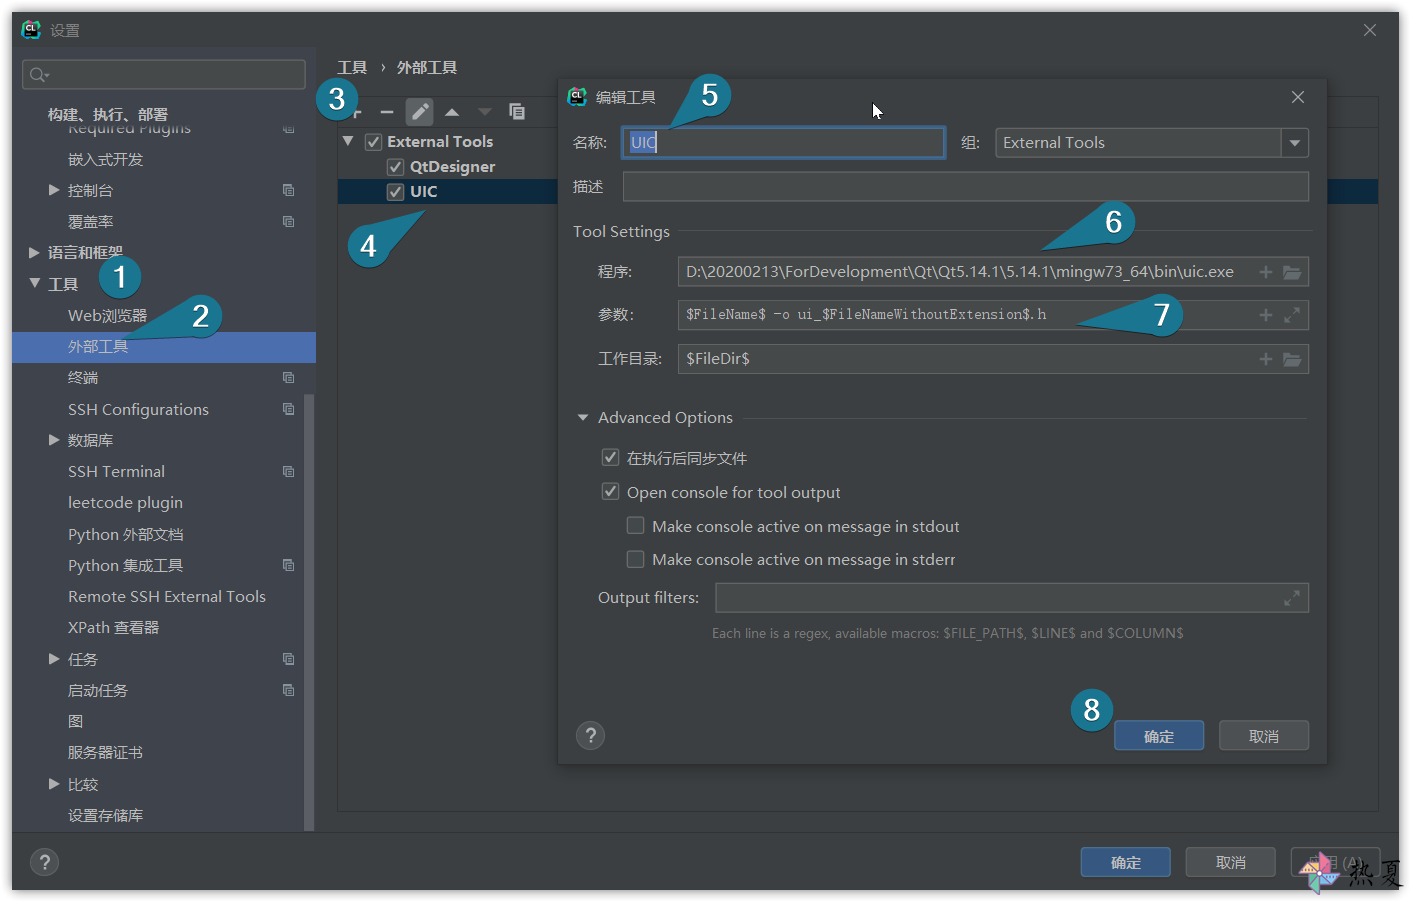 设置
构建、执行、部署
Required Plugins
嵌入式开发
控制台
覆盖率
语言和框架
1
工具
Web浏览器
2
外部工具
终端
SSH Configurations
数据库
SSH Terminal
leetcode plugin
Python 外部文档
Python 集成工具
Remote SSH External Tools
XPath 查看器
任务
启动任务
图
服务器证书
比较
设置存储库
工具 › 外部工具
3
External Tools
QtDesigner
UIC
4
编辑工具
5
名称: UIC 组: External Tools
描述
Tool Settings
6
程序: D:\20200213\ForDevelopment\Qt\Qt5.14.1\5.14.1\mingw73_64\bin\uic.exe
参数: $FileName$ -o ui_$FileNameWithoutExtension$.h
7
工作目录: $FileDir$
Advanced Options
在执行后同步文件
Open console for tool output
Make console active on message in stdout
Make console active on message in stderr
Output filters:
Each line is a regex, available macros: $FILE_PATH$, $LINE$ and $COLUMN$
8
? 确定 取消
? 确定 取消
热夏